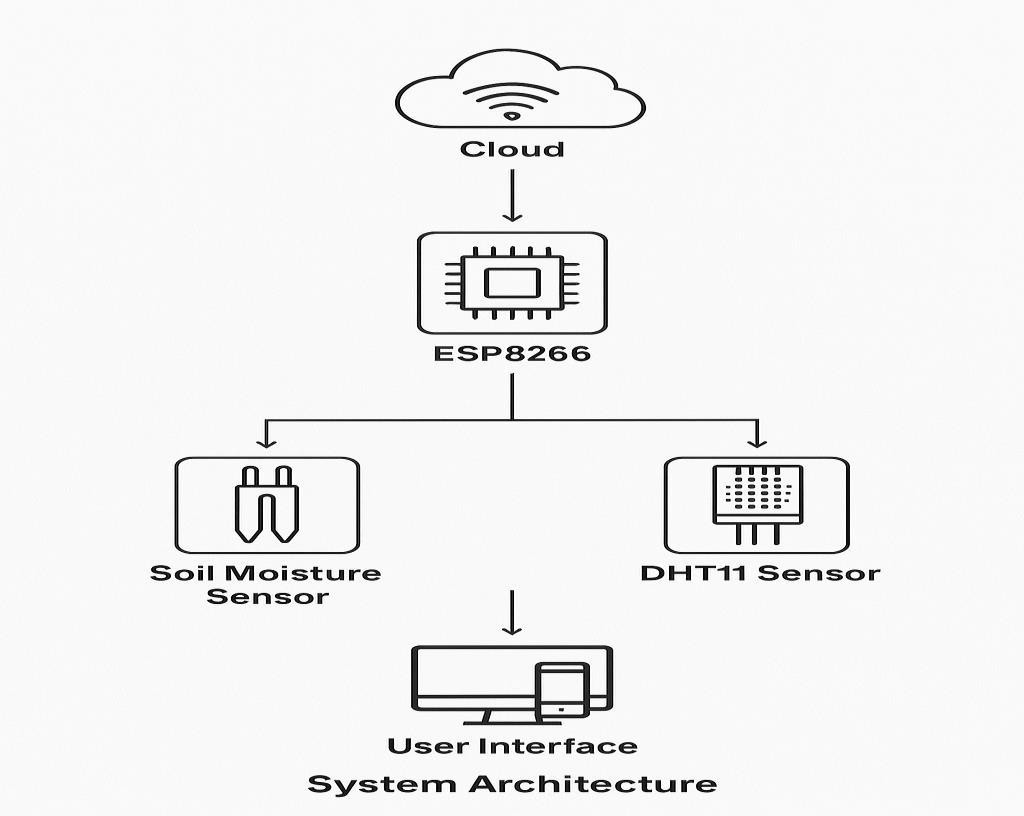 Cloud
ESP8266
Soil Moisture
Sensor
DHT11 Sensor
User Interface
System Architecture